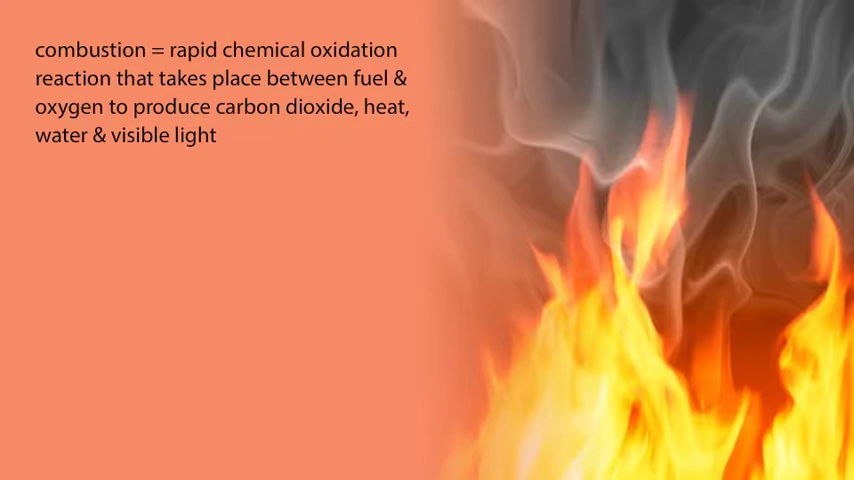 combustion = rapid chemical oxidation
reaction that takes place between fuel &
oxygen to produce carbon dioxide, heat,
water & visible light